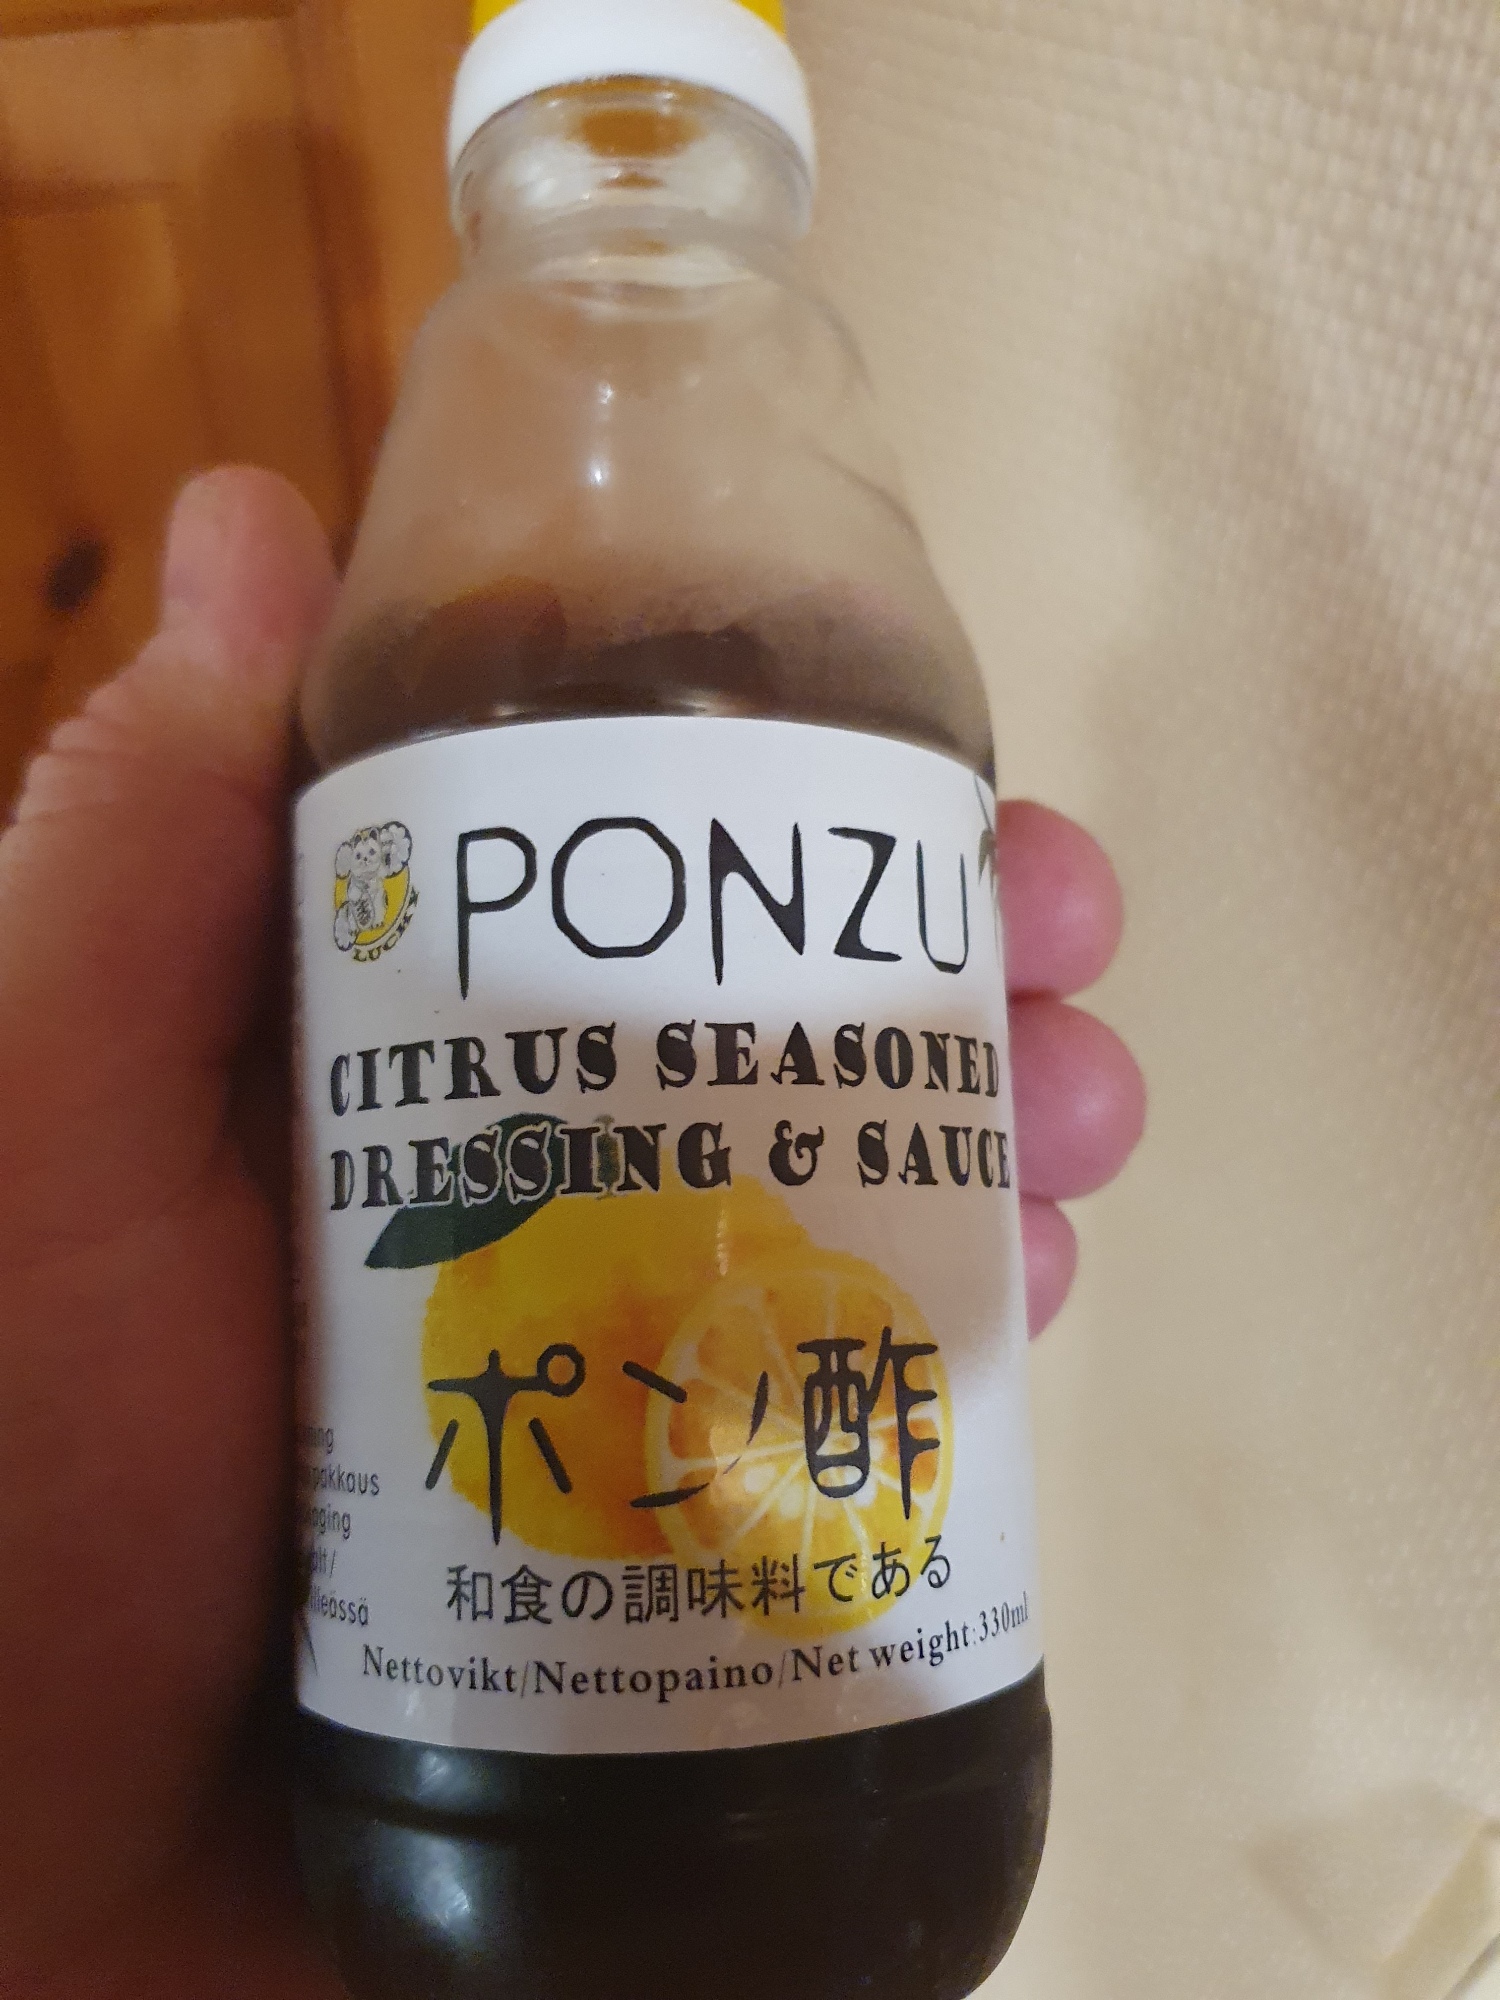 LUCKY
PONZU
CITRUS SEASONED
DRESSING & SAUCE
ポン酢
pakkaus
和食の調味料である
Nettovikt/Nettopaino/Net weight:330ml